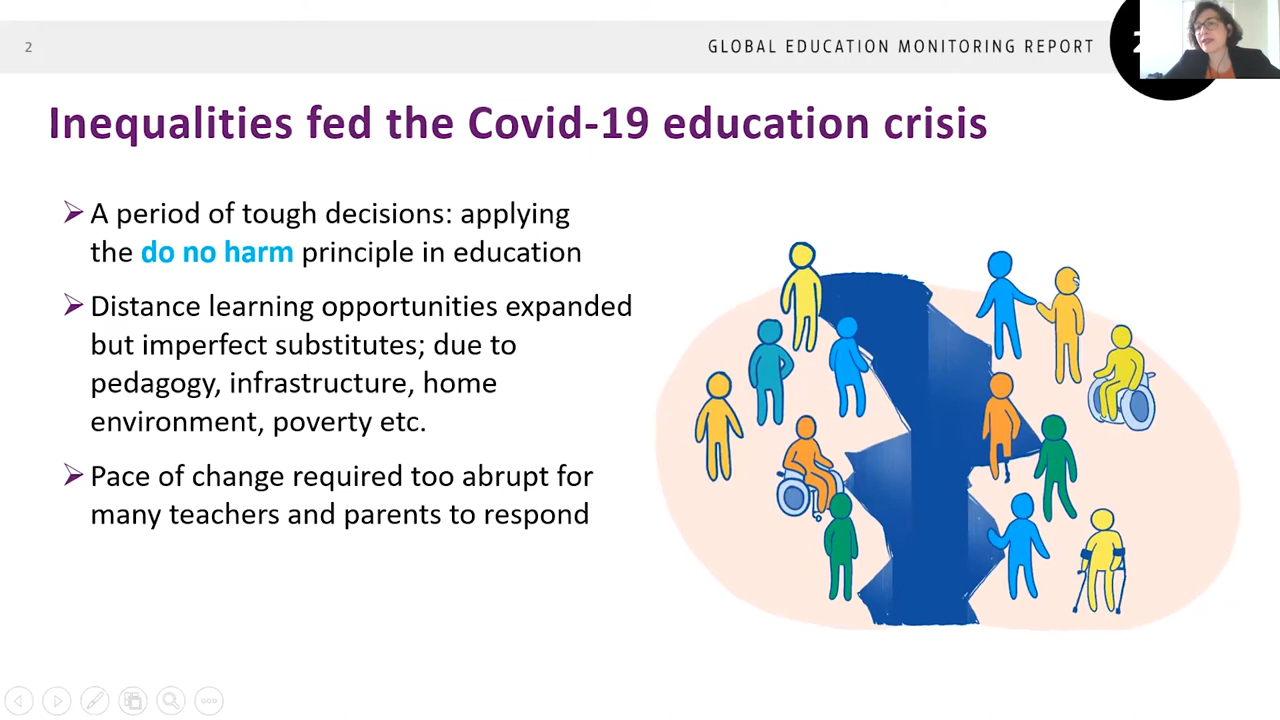 2
GLOBAL EDUCATION MONITORING REPORT
2
Inequalities fed the Covid-19 education crisis
A period of tough decisions: applying
the do no harm principle in education
Distance learning opportunities expanded
but imperfect substitutes; due to
pedagogy, infrastructure, home
environment, poverty etc.
Pace of change required too abrupt for
many teachers and parents to respond